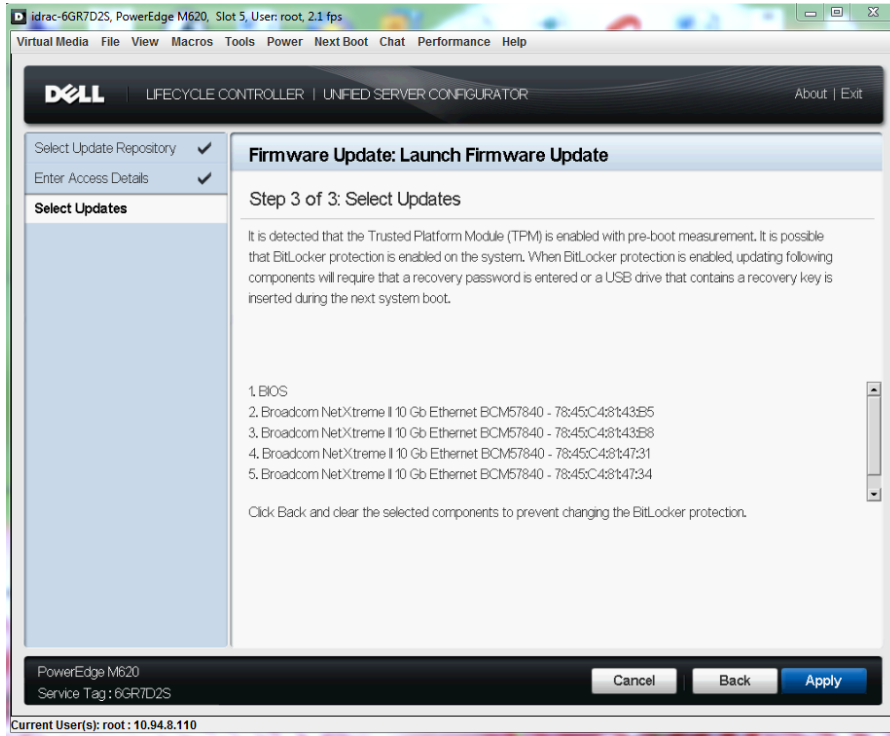 idrac-6GR7D2S, PowerEdge M620, Slot 5, User: root, 2.1 fps
Virtual Media File View Macros Tools Power Next Boot Chat Performance Help
DELL LIFECYCLE CONTROLLER | UNIFIED SERVER CONFIGURATOR About | Exit
Select Update Repository
Enter Access Details
Select Updates
Firmware Update: Launch Firmware Update
Step 3 of 3: Select Updates
It is detected that the Trusted Platform Module (TPM) is enabled with pre-boot measurement. It is possible
that BitLocker protection is enabled on the system. When BitLocker protection is enabled, updating following
components will require that a recovery password is entered or a USB drive that contains a recovery key is
inserted during the next system boot.
1. BIOS
2. Broadcom NetXtreme II 10 Gb Ethernet BCM57840 - 78:45:C4:81:43:B5
3. Broadcom NetXtreme II 10 Gb Ethernet BCM57840 - 78:45:C4:81:43:B8
4. Broadcom NetXtreme II 10 Gb Ethernet BCM57840 - 78:45:C4:81:47:31
5. Broadcom NetXtreme II 10 Gb Ethernet BCM57840 - 78:45:C4:81:47:34
Click Back and clear the selected components to prevent changing the BitLocker protection.
PowerEdge M620
Service Tag : 6GR7D2S
Cancel Back Apply
Current User(s): root : 10.94.8.110